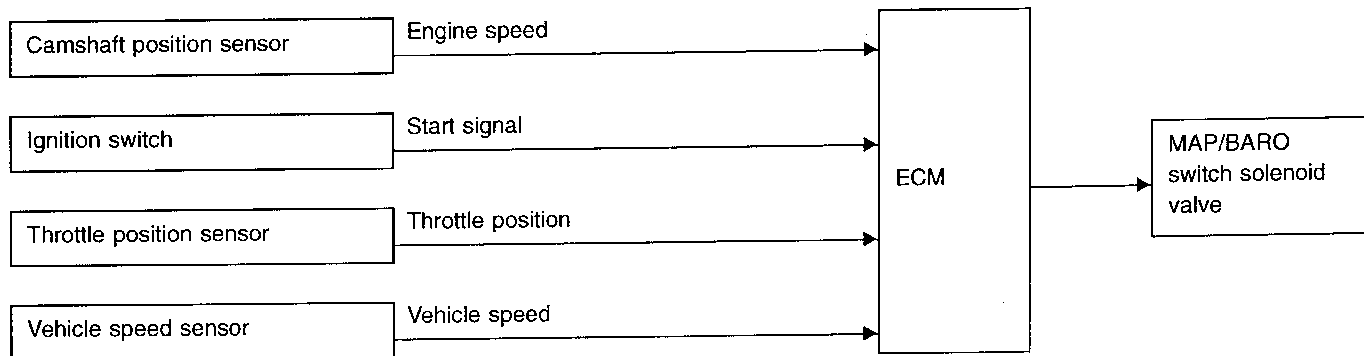 Camshaft position sensor
Engine speed
Ignition switch
Start signal
Throttle position sensor
Throttle position
Vehicle speed sensor
Vehicle speed
ECM
MAP/BARO
switch solenoid
valve